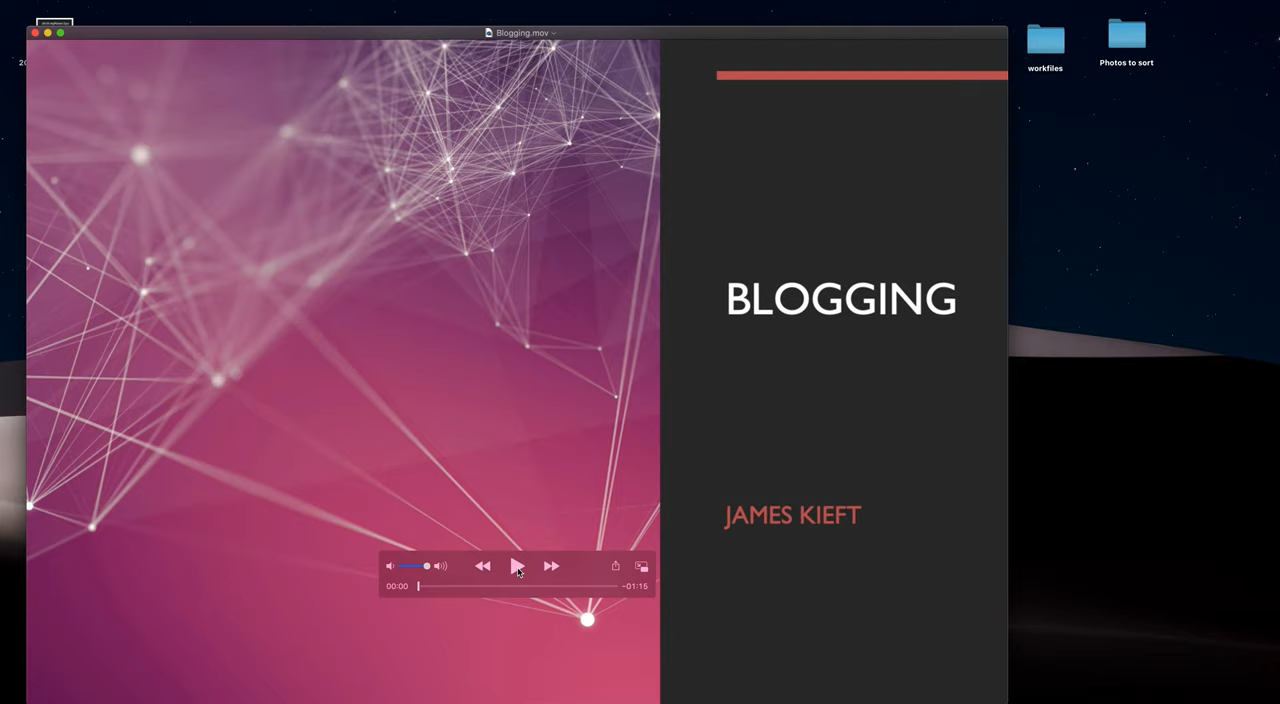 Blogging.mov
workfiles
Photos to sort
BLOGGING
JAMES KIEFT
00:00
-01:15